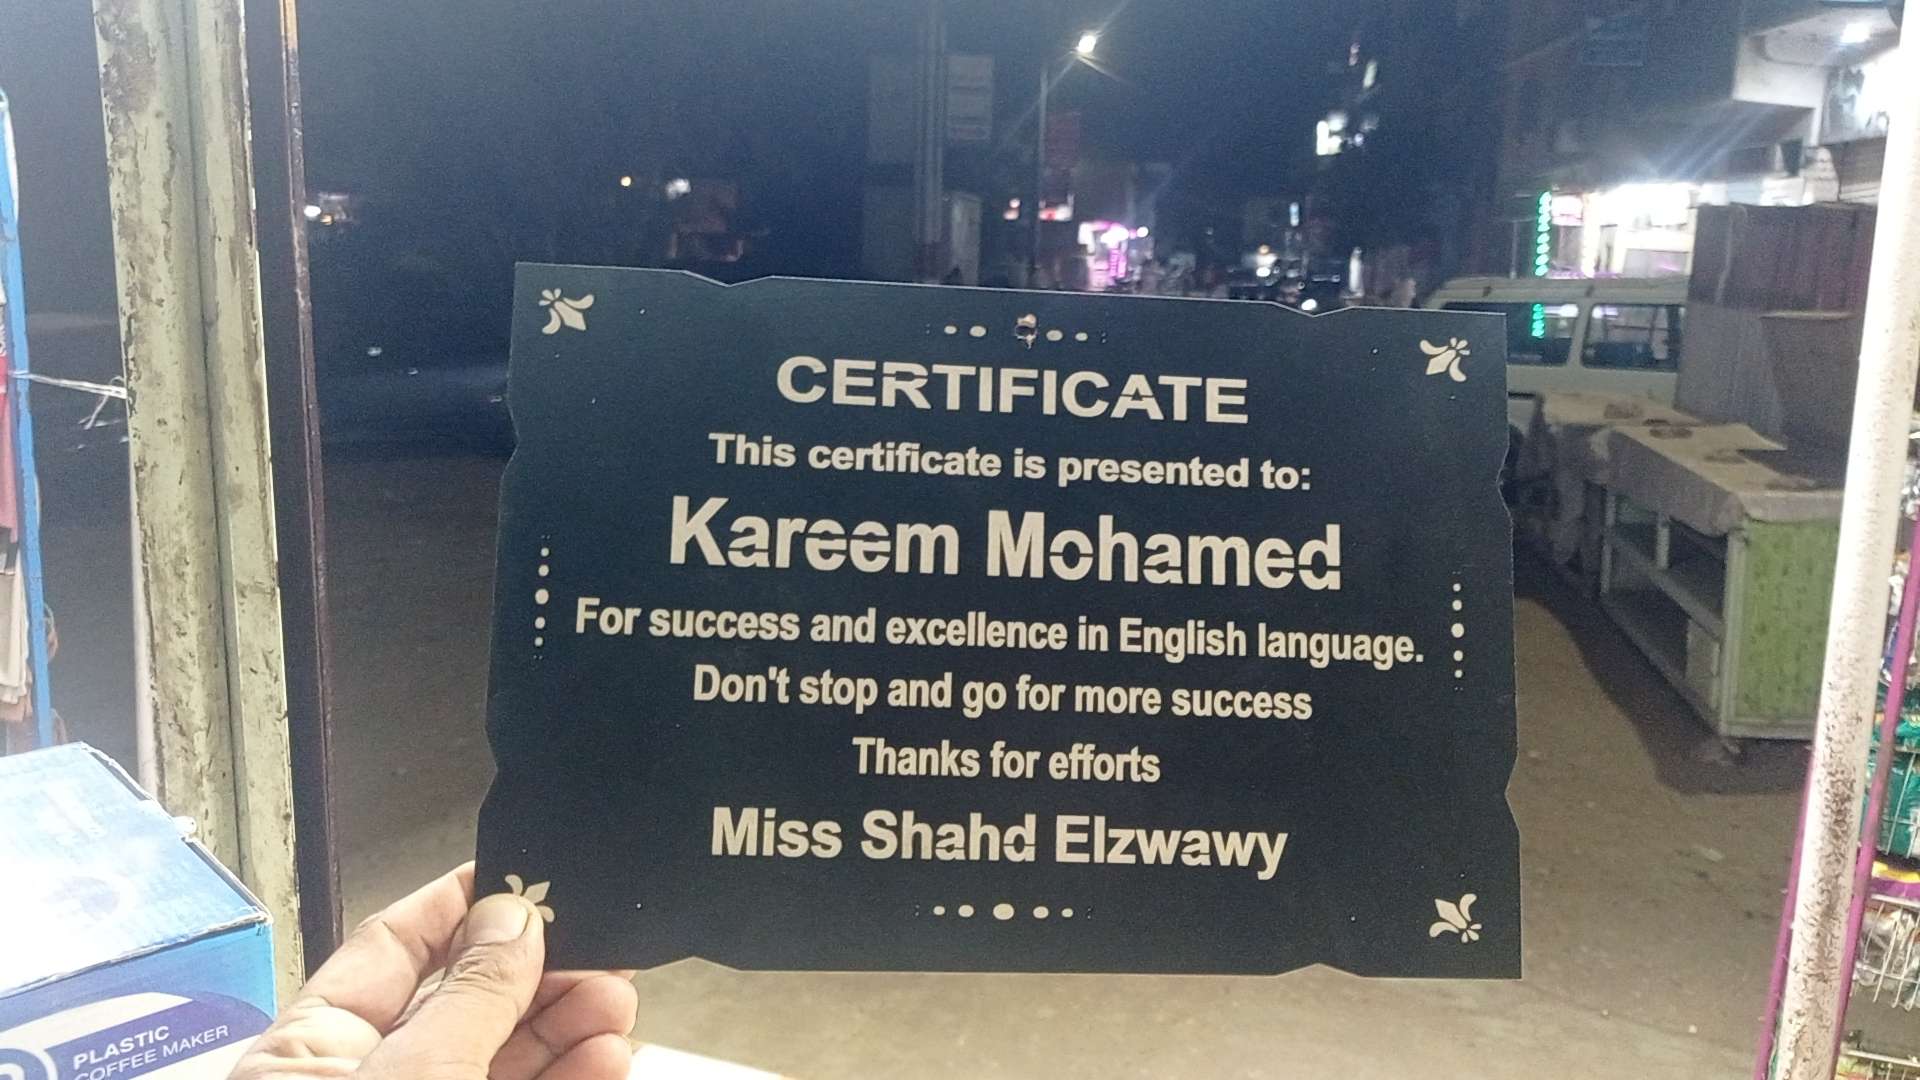 CERTIFICATE
This certificate is presented to:
Kareem Mohamed
For success and excellence in English language.
Don't stop and go for more success
Thanks for efforts
Miss Shahd Elzwawy
PLASTIC
COFFEE MAKER